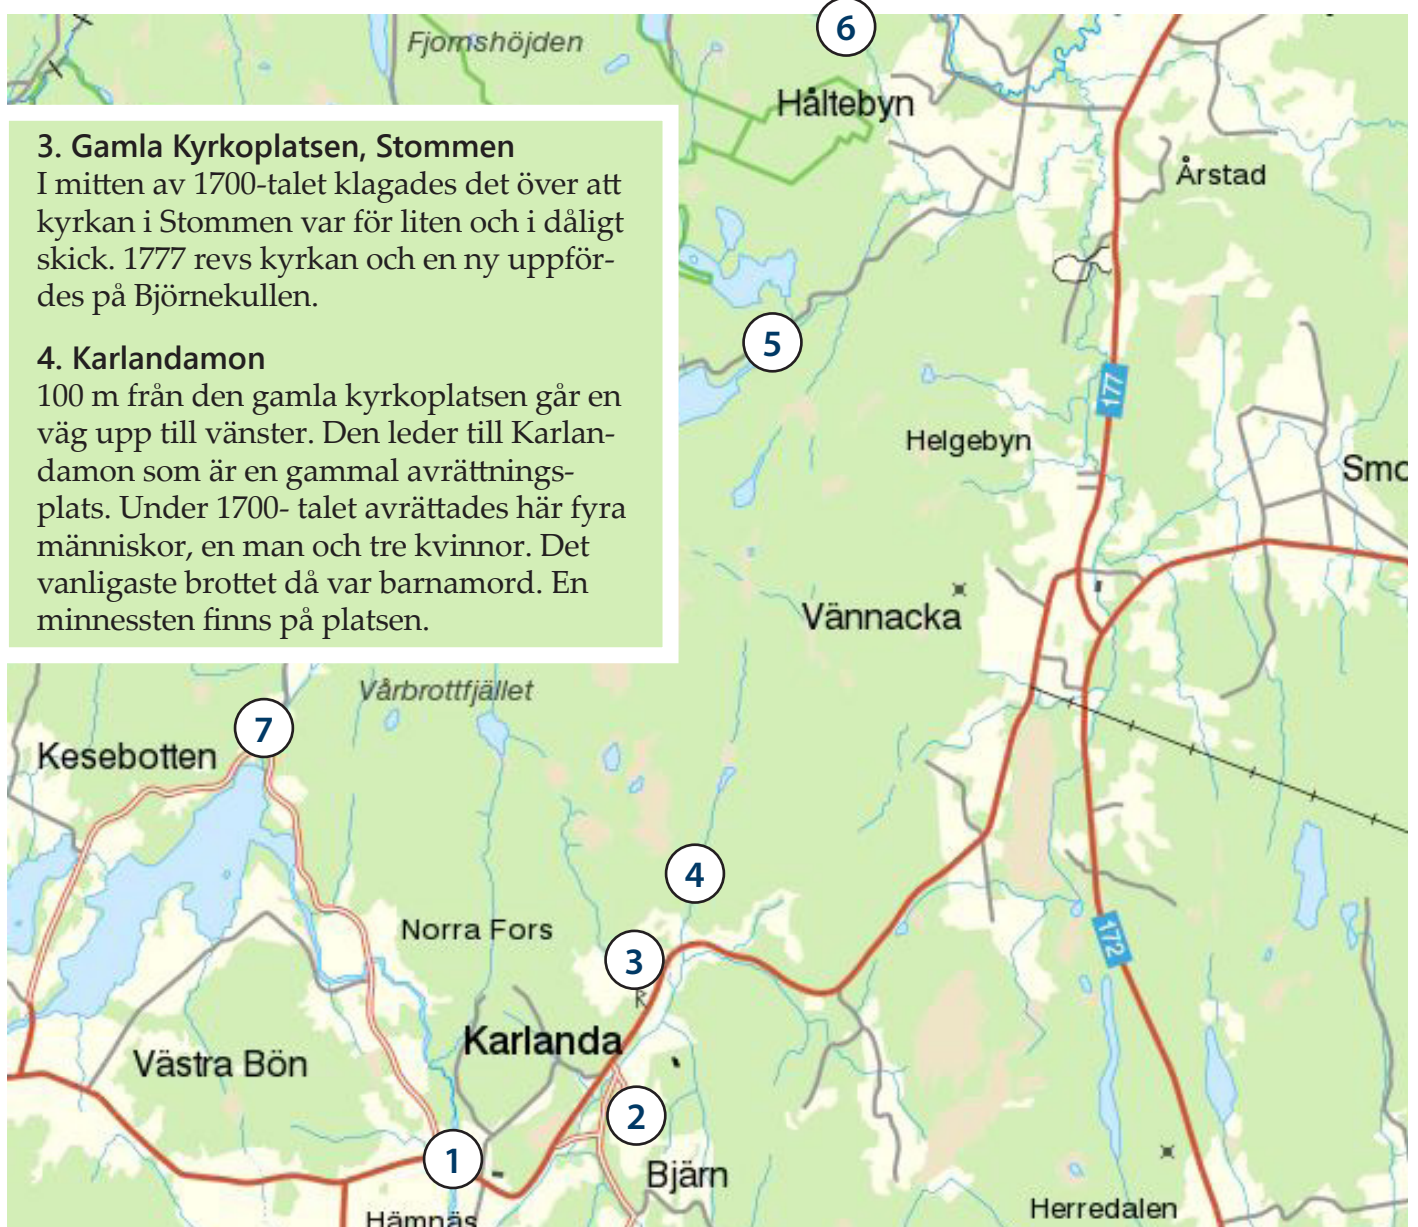 Fjornshöjden
6
Håltebyn
Årstad
3. Gamla Kyrkoplatsen, Stommen
I mitten av 1700-talet klagades det över att
kyrkan i Stommen var för liten och i dåligt
skick. 1777 revs kyrkan och en ny uppför-
des på Björnekullen.
4. Karlandamon
100 m från den gamla kyrkoplatsen går en
väg upp till vänster. Den leder till Karlan-
damon som är en gammal avrättnings-
plats. Under 1700- talet avrättades här fyra
människor, en man och tre kvinnor. Det
vanligaste brottet då var barnamord. En
minnessten finns på platsen.
5
177
Helgebyn
Smo
Vännacka
Vårbrottfjället
7
Kesebotten
4
Norra Fors
3
R
172
Karlanda
Västra Bön
2
1
Bjärn
Herredalen
Hämnäs